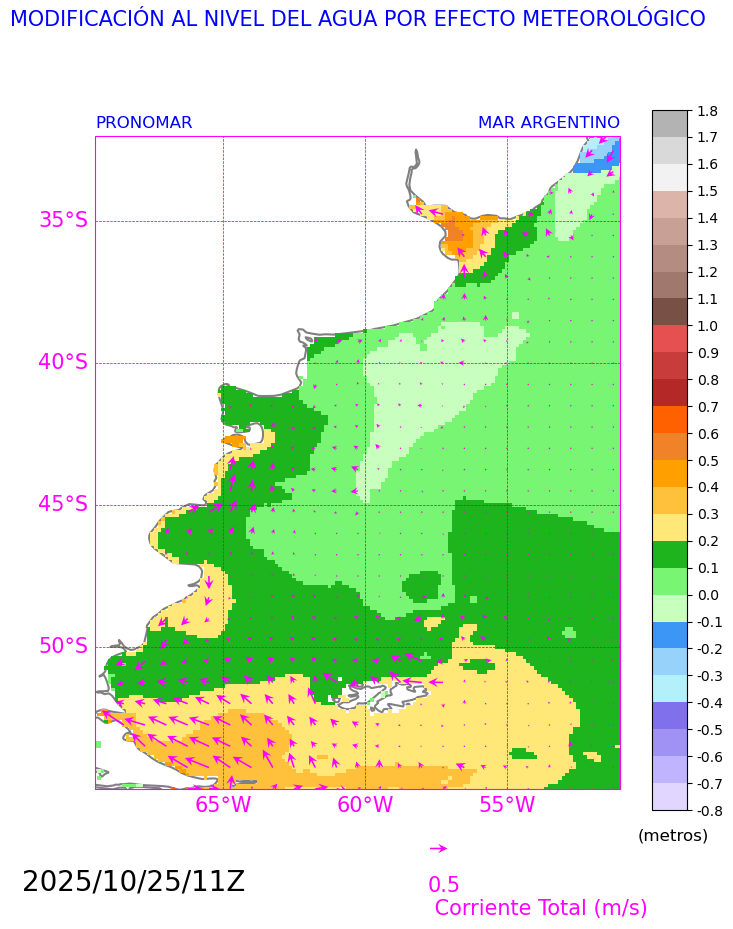 MODIFICACIÓN AL NIVEL DEL AGUA POR EFECTO METEOROLÓGICO
PRONOMAR MAR ARGENTINO
35°S
40°S
45°S
50°S
65°W 60°W 55°W
1.8
1.7
1.6
1.5
1.4
1.3
1.2
1.1
1.0
0.9
0.8
0.7
0.6
0.5
0.4
0.3
0.2
0.1
0.0
-0.1
-0.2
-0.3
-0.4
-0.5
-0.6
-0.7
-0.8
(metros)
2025/10/25/11Z
0.5
Corriente Total (m/s)